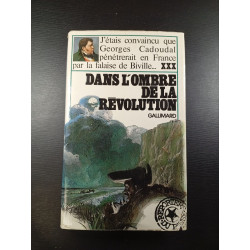 J'étais convaincu que
Georges Cadoudal
pénétrerait en France
par la falaise de Biville... XXX
DANS L'OMBRE
DE LA
RÉVOLUTION
GALLIMARD